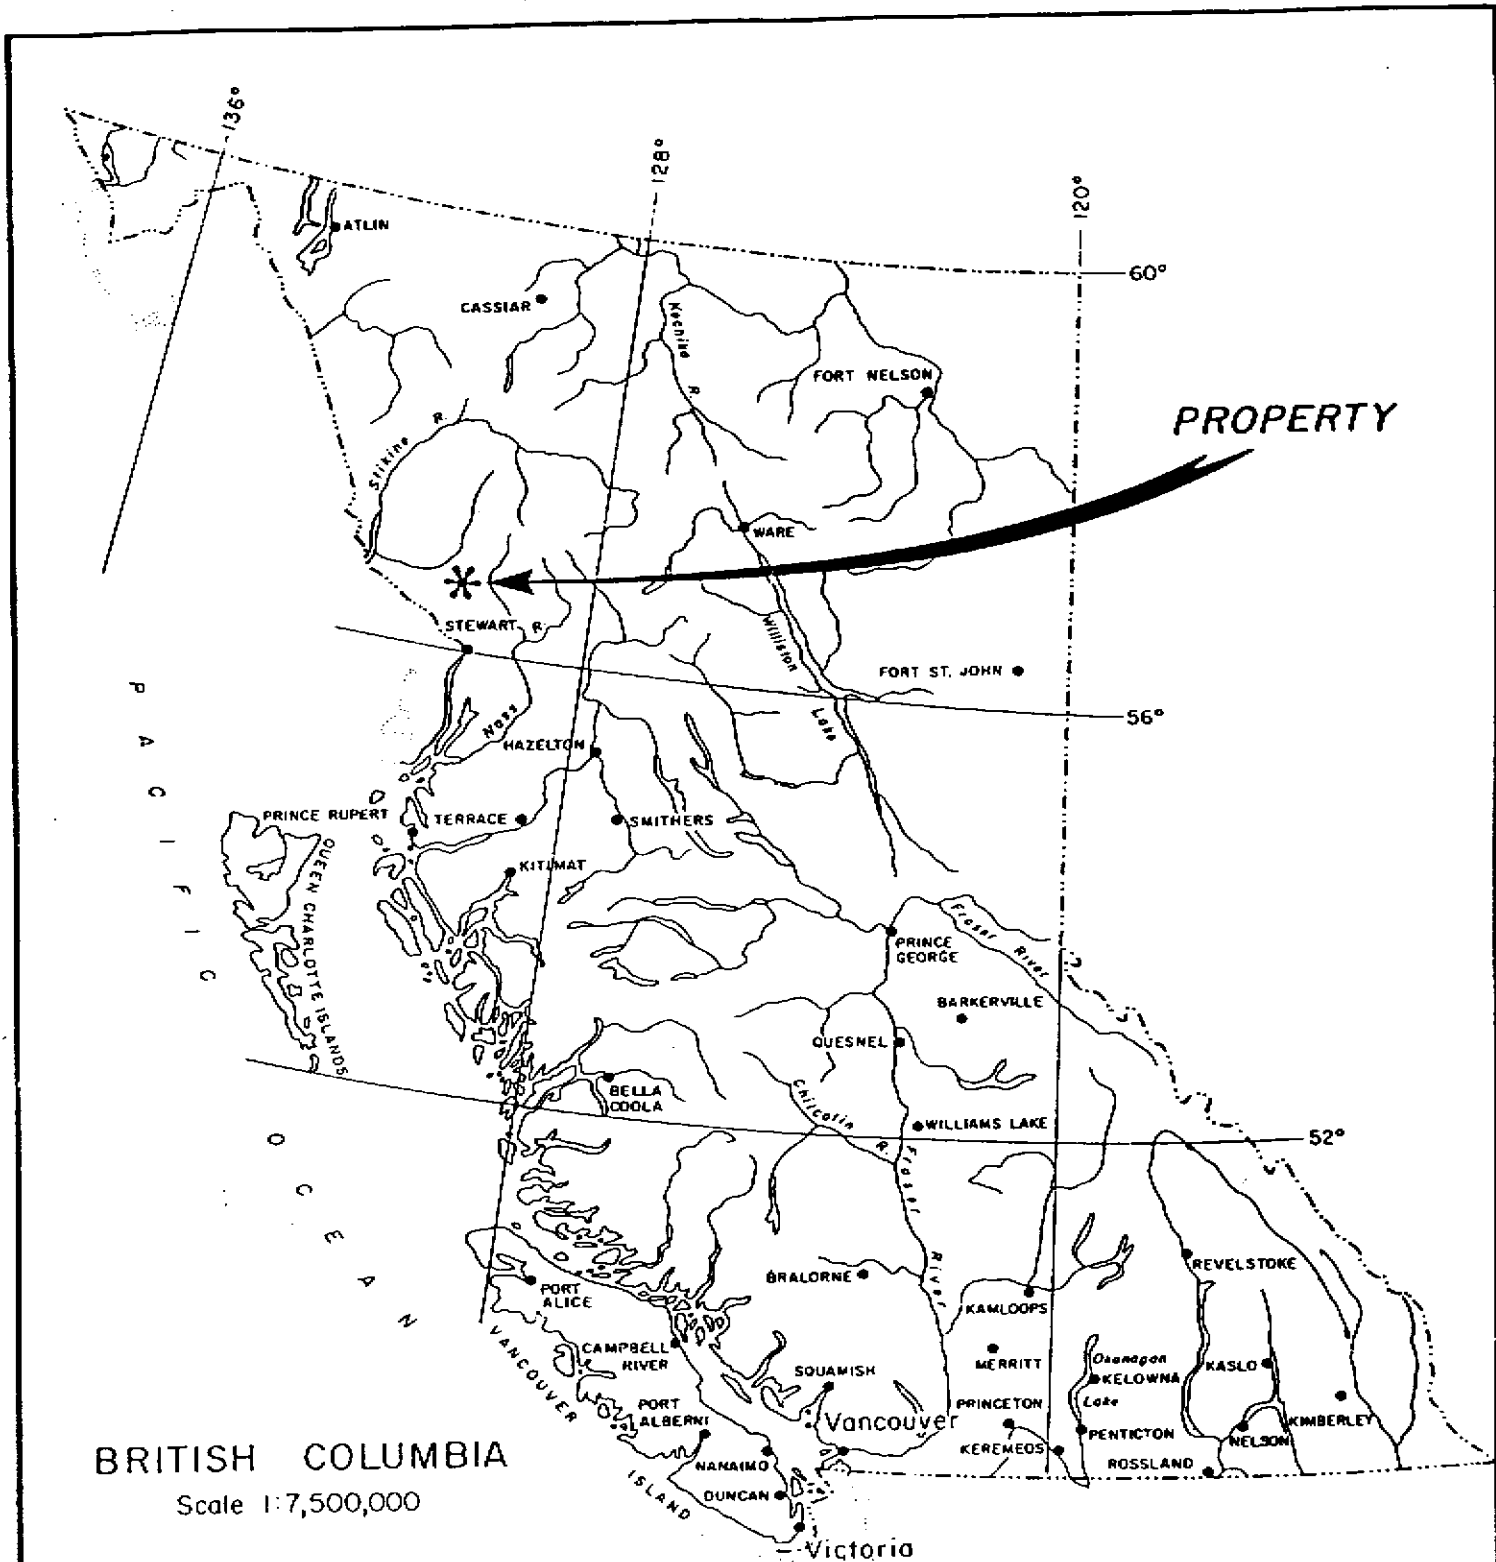 136°
128°
120°
ATLIN
60°
CASSIAR
Kechika
R.
FORT NELSON
PROPERTY
Stikine R.
WARE
STEWART
R.
Williston
Lake
FORT ST. JOHN
56°
Nass
HAZELTON
PACIFIC
OCEAN
PRINCE RUPERT
TERRACE
SMITHERS
QUEEN CHARLOTTE ISLANDS
KITIMAT
Fraser River
PRINCE
GEORGE
BARKERVILLE
QUESNEL
BELLA
COOLA
Chilcotin
R.
WILLIAMS LAKE
52°
Fraser
River
REVELSTOKE
BRALORNE
PORT
ALICE
KAMLOOPS
VANCOUVER
ISLAND
CAMPBELL
RIVER
MERRITT
Okanagan
Lake
KASLO
SQUAMISH
KELOWNA
PORT
ALBERNI
Vancouver
PRINCETON
KIMBERLEY
PENTICTON
NELSON
KEREMEOS
NANAIMO
ROSSLAND
DUNCAN
BRITISH COLUMBIA
Scale 1:7,500,000
Victoria